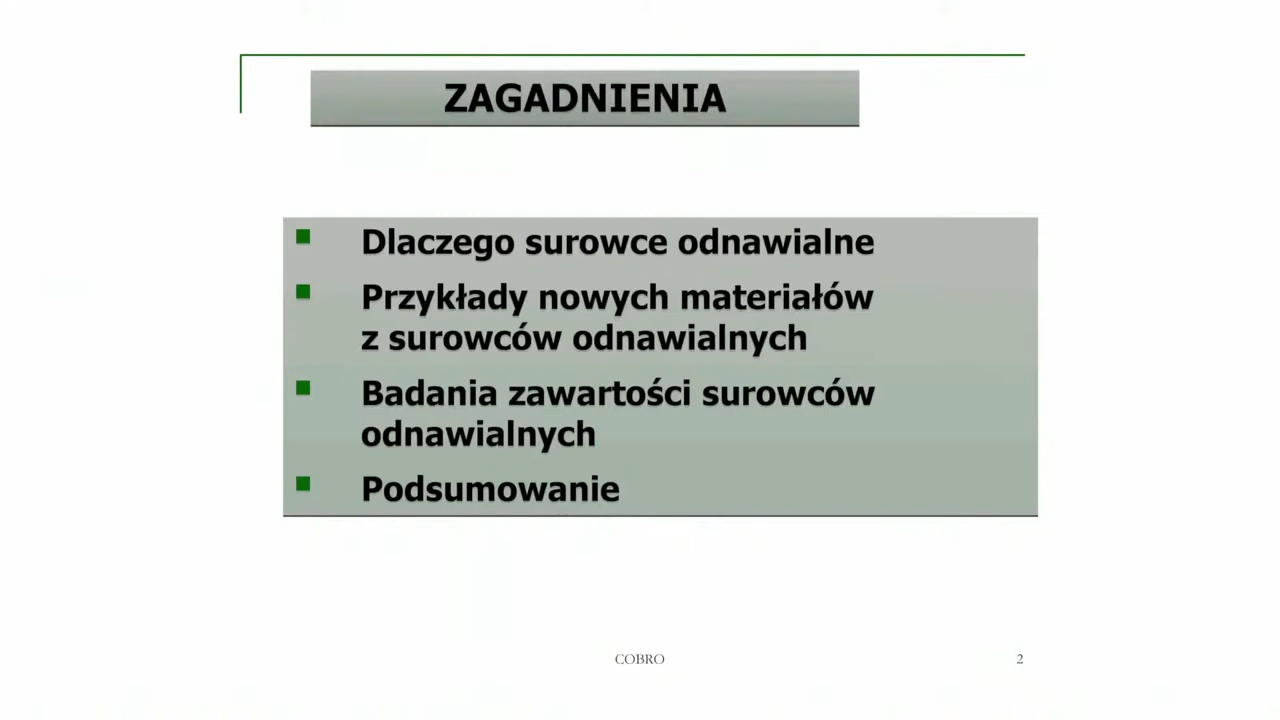 ZAGADNIENIA
Dlaczego surowce odnawialne
Przykłady nowych materiałów
z surowców odnawialnych
Badania zawartości surowców
odnawialnych
Podsumowanie
COBRO
2